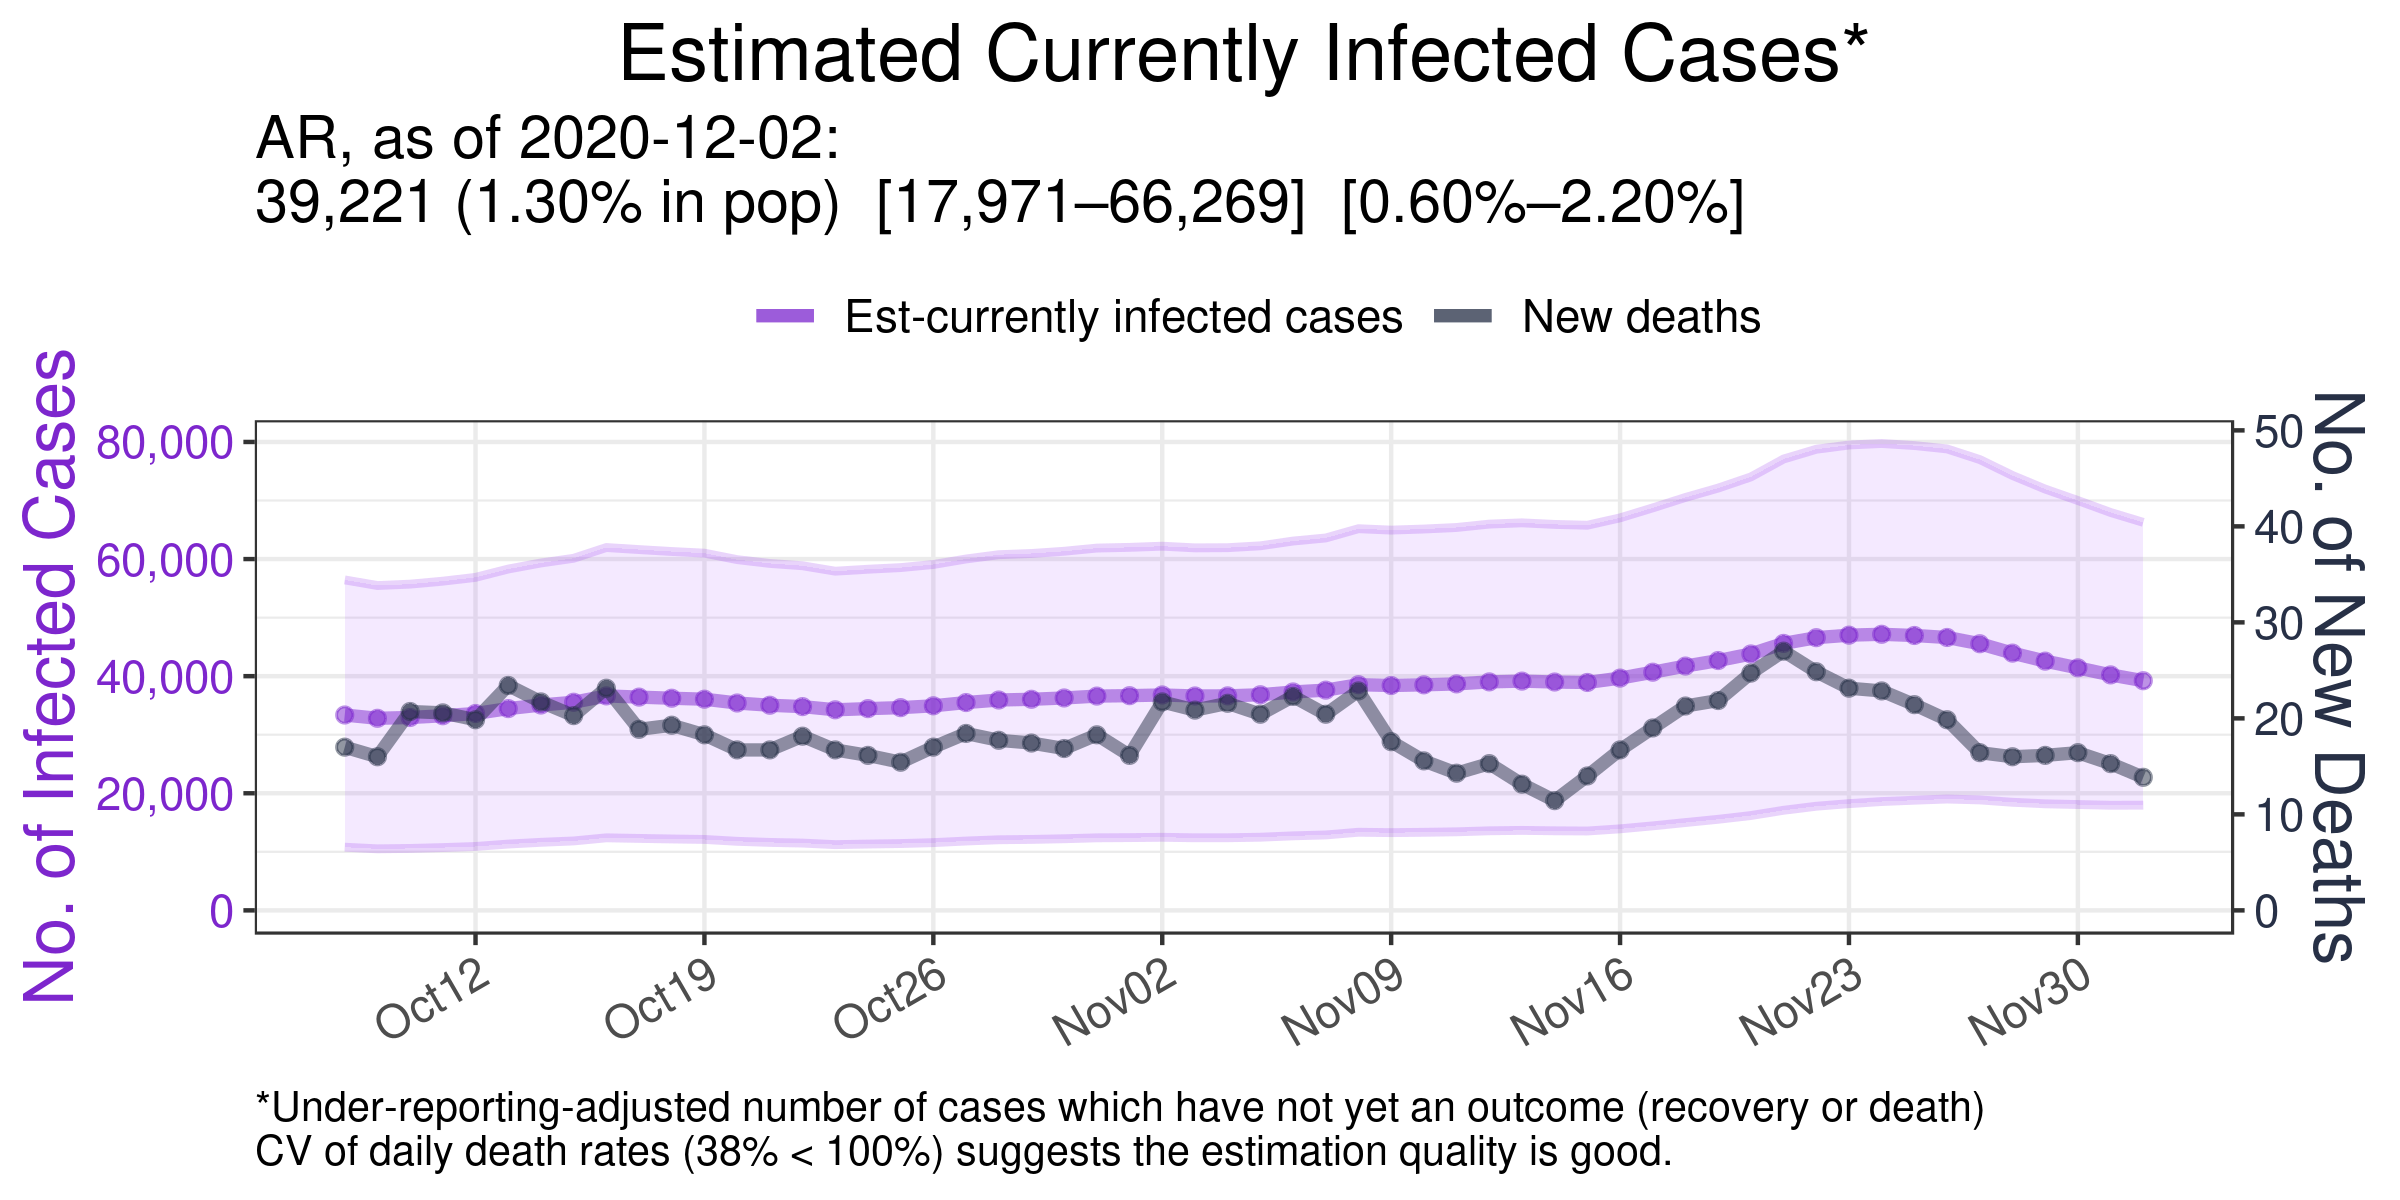 Estimated Currently Infected Cases*
AR, as of 2020-12-02:
39,221 (1.30% in pop)  [17,971–66,269]  [0.60%–2.20%]
Est-currently infected cases
New deaths
No. of Infected Cases
80,000
60,000
40,000
20,000
0
50
40
30
20
10
0
No. of New Deaths
Oct12
Oct19
Oct26
Nov02
Nov09
Nov16
Nov23
Nov30
*Under-reporting-adjusted number of cases which have not yet an outcome (recovery or death)
CV of daily death rates (38% < 100%) suggests the estimation quality is good.